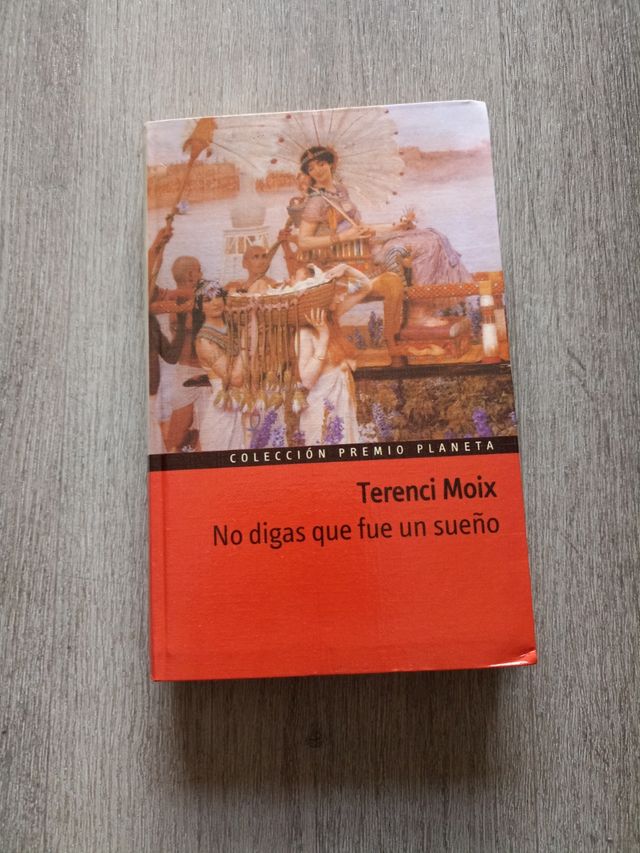 COLECCIÓN PREMIO PLANETA
Terenci Moix
No digas que fue un sueño